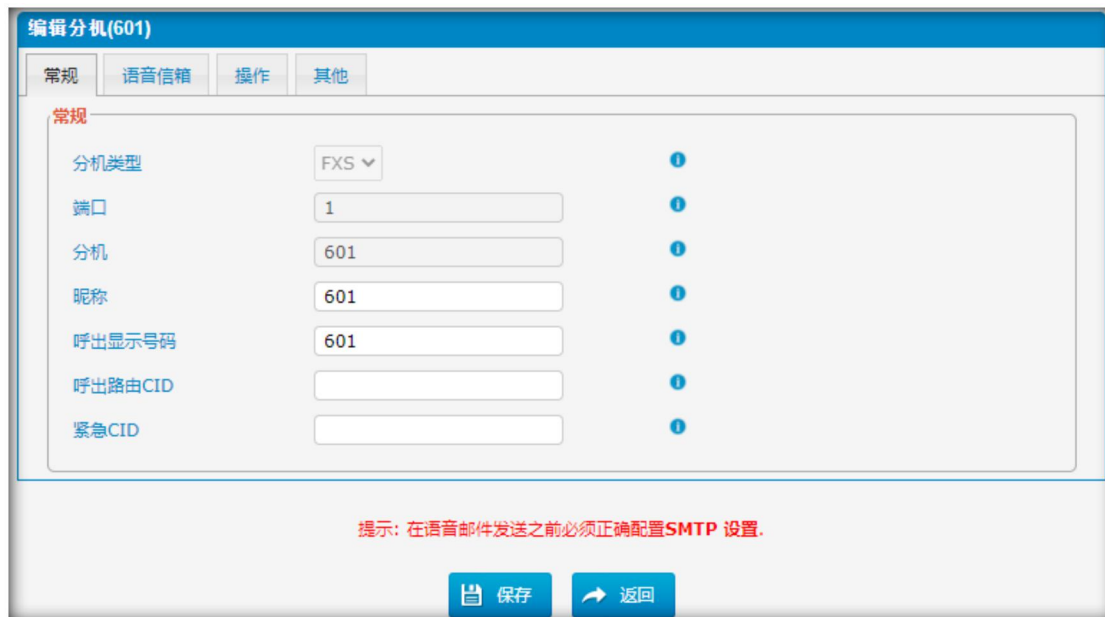 编辑分机(601)
常规 语音信箱 操作 其他
常规
分机类型 FXS
端口 1
分机 601
昵称 601
呼出显示号码 601
呼出路由CID
紧急CID
提示: 在语音邮件发送之前必须正确配置SMTP 设置.
保存 返回